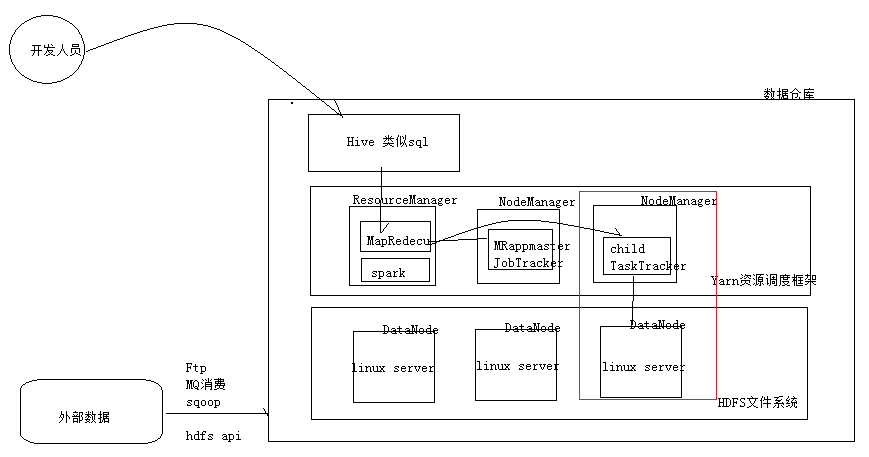 开发人员
数据仓库
Hive 类似sql
ResourceManager
NodeManager
NodeManager
MapRedecu
MRappmaster
JobTracker
child
TaskTracker
spark
Yarn资源调度框架
DataNode
DataNode
DataNode
linux server
linux server
linux server
HDFS文件系统
Ftp
MQ消费
sqoop
外部数据
hdfs api